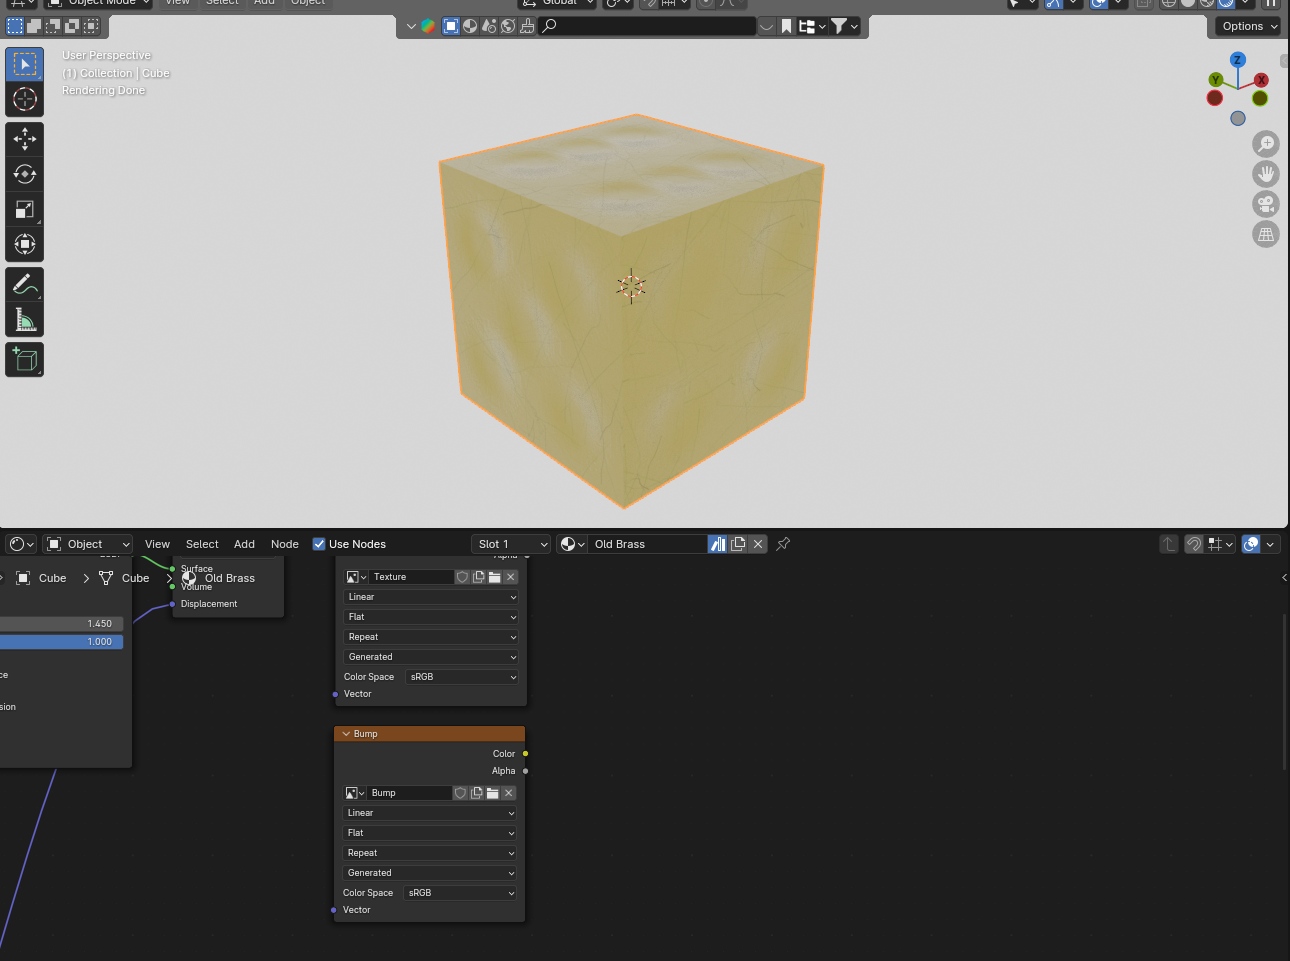 Object Mode
View
Select
Add
Object
Global
Options
User Perspective
(1) Collection | Cube
Rendering Done
Z
Y
X
Object
View
Select
Add
Node
Use Nodes
Slot 1
Old Brass
Surface
Volume
Displacement
Cube
Cube
Old Brass
1.450
1.000
ce
sion
Alpha
Texture
Linear
Flat
Repeat
Generated
Color Space
sRGB
Vector
Bump
Color
Alpha
Bump
Linear
Flat
Repeat
Generated
Color Space
sRGB
Vector